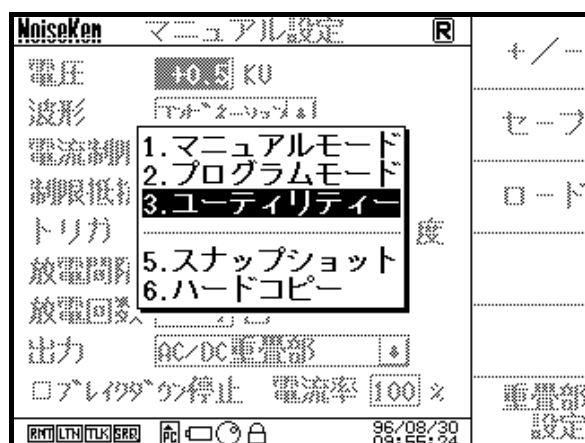 NoiseKen マニュアル設定 R
電圧 +0.5 KV
波形
電流制御
制限抵抗
トリガ 度
放電間隔
放電回数
出力 AC/DC重畳部
□ブレイクダウン停止 電流率 100 %
1.マニュアルモード
2.プログラムモード
3.ユーティリティー
5.スナップショット
6.ハードコピー
RMT LTN TLK SRQ PC 96/08/30
09:55:24
+/-
セーブ
ロード
重畳部
設定